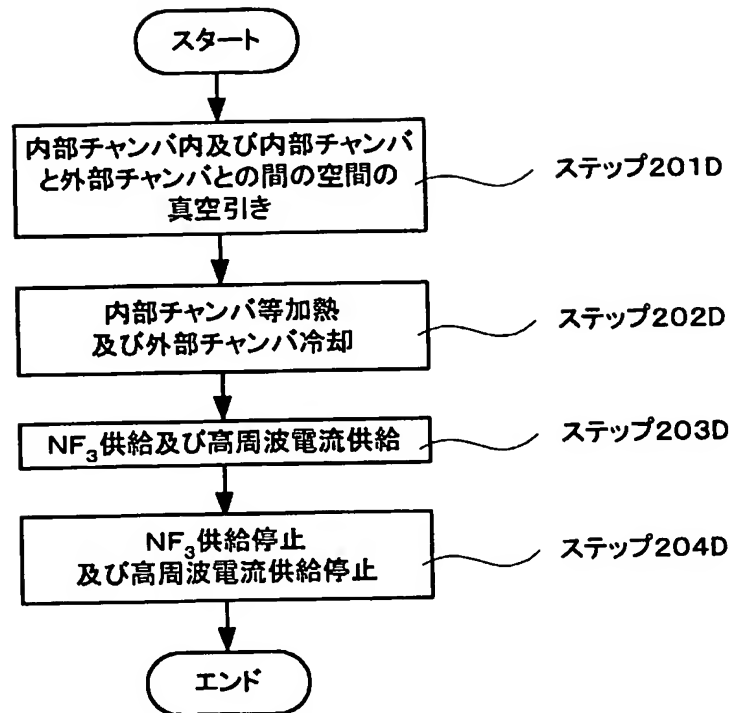 スタート
内部チャンバ内及び内部チャンバ
と外部チャンバとの間の空間の
真空引き
ステップ201D
内部チャンバ等加熱
及び外部チャンバ冷却
ステップ202D
NF₃供給及び高周波電流供給
ステップ203D
NF₃供給停止
及び高周波電流供給停止
ステップ204D
エンド